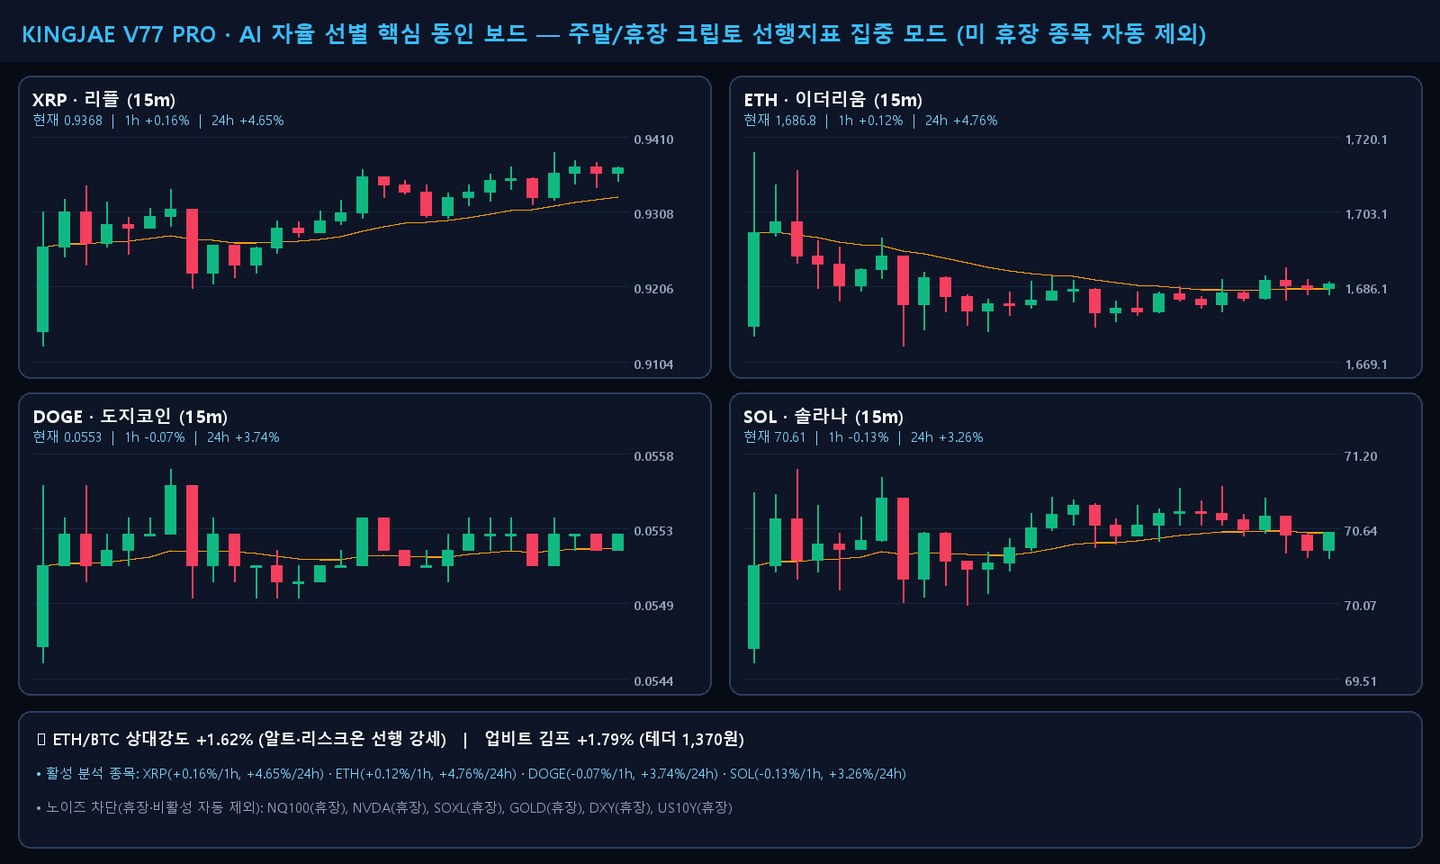 KINGJAE V77 PRO · AI 자율 선별 핵심 동인 보드 — 주말/휴장 크립토 선행지표 집중 모드 (미 휴장 종목 자동 제외)
XRP · 리플 (15m)
현재 0.9368 | 1h +0.16% | 24h +4.65%
0.9410
0.9308
0.9206
0.9104
ETH · 이더리움 (15m)
현재 1,686.8 | 1h +0.12% | 24h +4.76%
1,720.1
1,703.1
1,686.1
1,669.1
DOGE · 도지코인 (15m)
현재 0.0553 | 1h -0.07% | 24h +3.74%
0.0558
0.0553
0.0549
0.0544
SOL · 솔라나 (15m)
현재 70.61 | 1h -0.13% | 24h +3.26%
71.20
70.64
70.07
69.51
ETH/BTC 상대강도 +1.62% (알트·리스크온 선행 강세) | 업비트 김프 +1.79% (테더 1,370원)
• 활성 분석 종목: XRP(+0.16%/1h, +4.65%/24h) · ETH(+0.12%/1h, +4.76%/24h) · DOGE(-0.07%/1h, +3.74%/24h) · SOL(-0.13%/1h, +3.26%/24h)
• 노이즈 차단(휴장·비활성 자동 제외): NQ100(휴장), NVDA(휴장), SOXL(휴장), GOLD(휴장), DXY(휴장), US10Y(휴장)